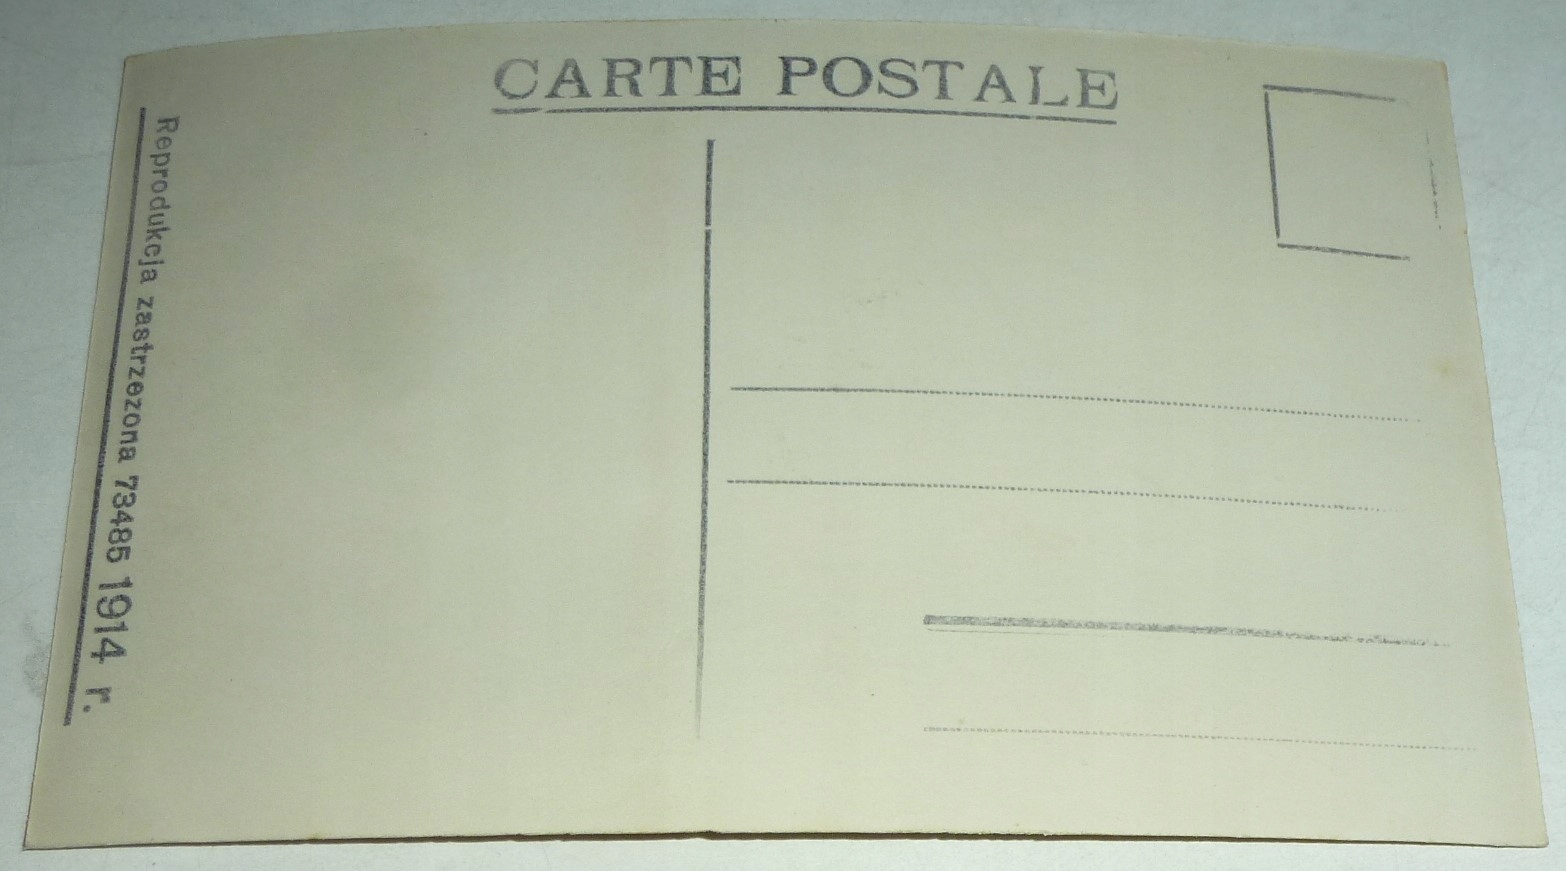 CARTE POSTALE
Reprodukcja zastrzezona 73485 1914 r.